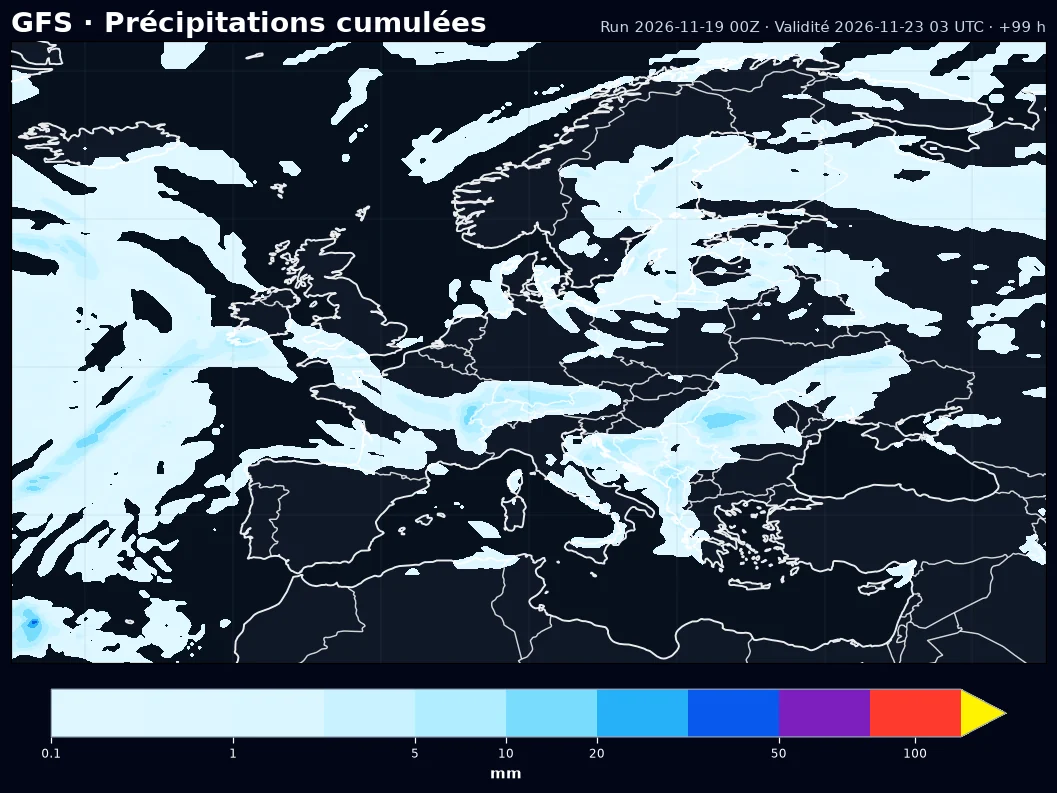 GFS · Précipitations cumulées
Run 2026-11-19 00Z · Validité 2026-11-23 03 UTC · +99 h
0.1 1 5 10 20 50 100
mm